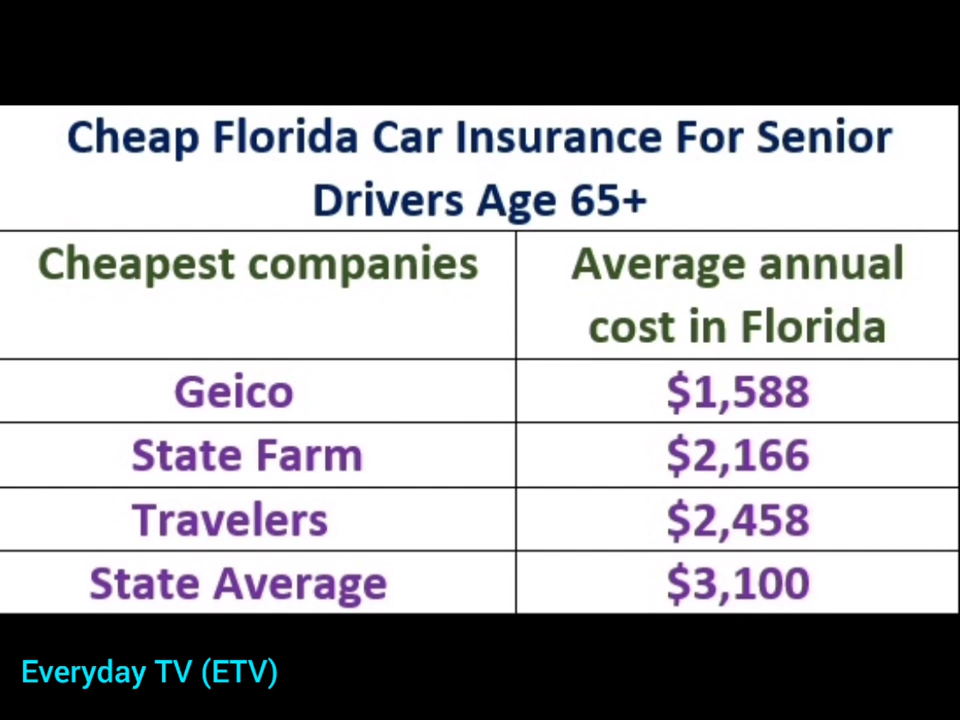 Cheap Florida Car Insurance For Senior
Drivers Age 65+
Cheapest companies
Average annual
cost in Florida
Geico
$1,588
State Farm
$2,166
Travelers
$2,458
State Average
$3,100
Everyday TV (ETV)